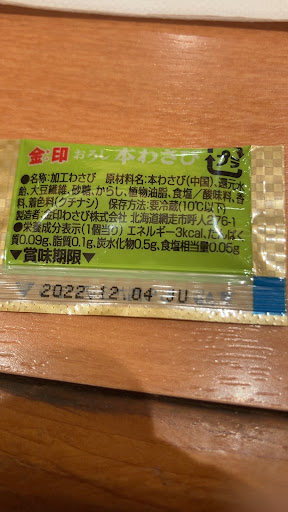 金印 おろし 本わさび プラ
●名称:加工わさび 原材料名:本わさび(中国)、還元水
飴、大豆繊維、砂糖、からし、植物油脂、食塩/酸味料、香
料、着色料(クチナシ) 保存方法:要冷蔵(10℃以下)
製造者:金印わさび株式会社 北海道網走市呼人276-1
●栄養成分表示(1個当り) エネルギー3kcal、たんぱく
質0.09g、脂質0.1g、炭水化物0.5g、食塩相当量0.05g
▼賞味期限▼
2022.12.04